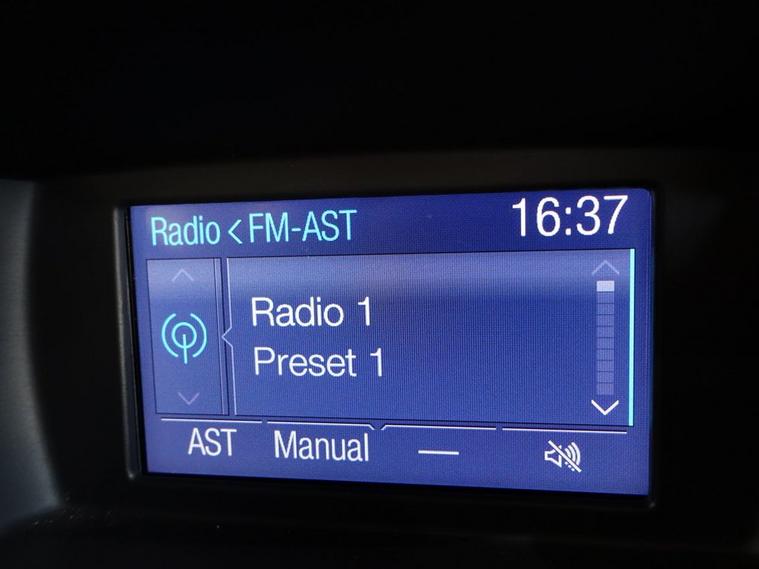 Radio < FM-AST 16:37
Radio 1
Preset 1
AST Manual —